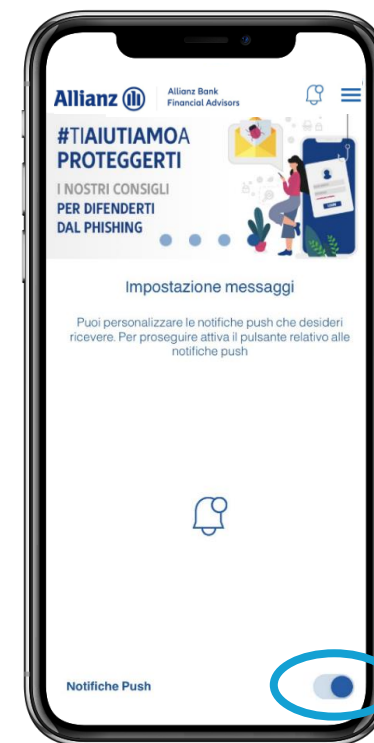 Allianz
Allianz Bank
Financial Advisors
#TIAIUTIAMOA
PROTEGGERTI
I NOSTRI CONSIGLI
PER DIFENDERTI
DAL PHISHING
Impostazione messaggi
Puoi personalizzare le notifiche push che desideri
ricevere. Per proseguire attiva il pulsante relativo alle
notifiche push
Notifiche Push